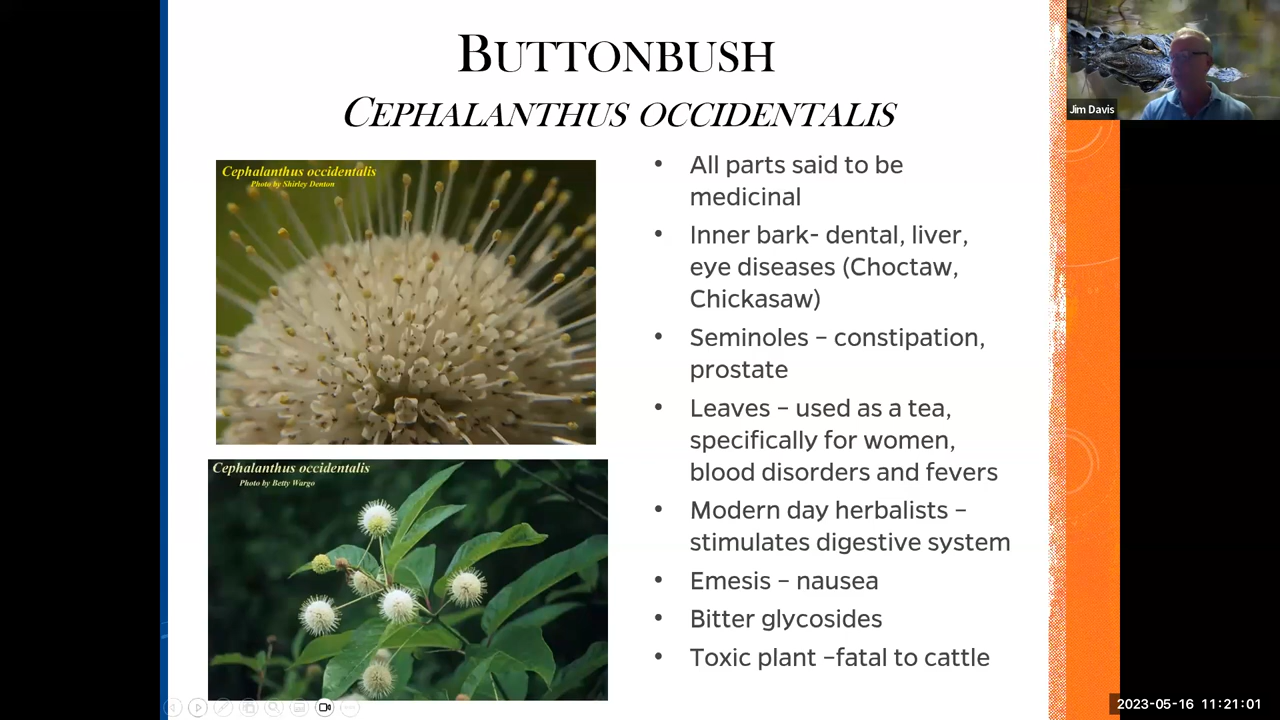 BUTTONBUSH
CEPHALANTHUS OCCIDENTALIS
Jim Davis
Cephalanthus occidentalis
Photo by Shirley Denton
• All parts said to be
medicinal
• Inner bark- dental, liver,
eye diseases (Choctaw,
Chickasaw)
• Seminoles – constipation,
prostate
• Leaves – used as a tea,
specifically for women,
blood disorders and fevers
• Modern day herbalists –
stimulates digestive system
• Emesis – nausea
• Bitter glycosides
• Toxic plant –fatal to cattle
Cephalanthus occidentalis
Photo by Betty Wargo
2023-05-16 11:21:01